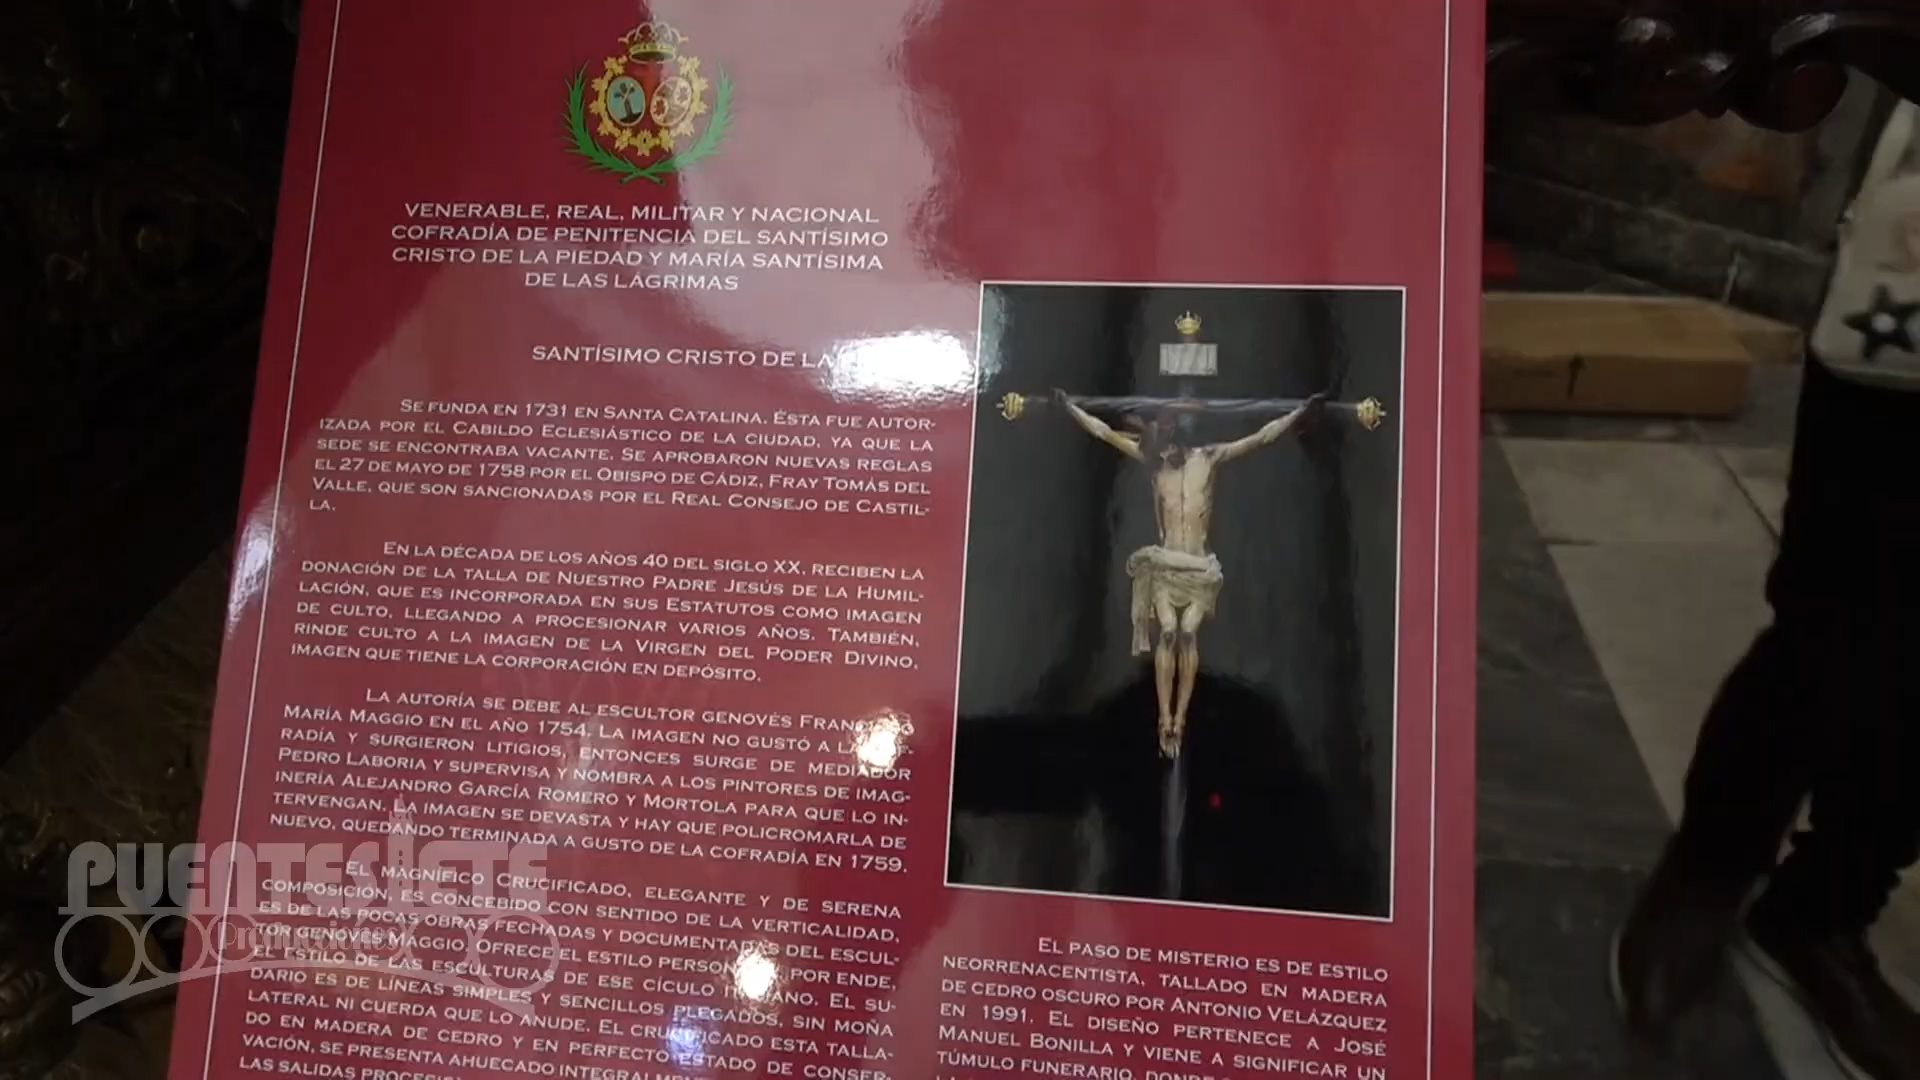 VENERABLE, REAL, MILITAR Y NACIONAL
COFRADÍA DE PENITENCIA DEL SANTÍSIMO
CRISTO DE LA PIEDAD Y MARÍA SANTÍSIMA
DE LAS LÁGRIMAS
SANTÍSIMO CRISTO DE LA
SE FUNDA EN 1731 EN SANTA CATALINA. ÉSTA FUE AUTOR-
IZADA POR EL CABILDO ECLESIÁSTICO DE LA CIUDAD, YA QUE LA
SEDE SE ENCONTRABA VACANTE. SE APROBARON NUEVAS REGLAS
EL 27 DE MAYO DE 1758 POR EL OBISPO DE CÁDIZ, FRAY TOMÁS DEL
VALLE, QUE SON SANCIONADAS POR EL REAL CONSEJO DE CASTIL-
LA.
EN LA DÉCADA DE LOS AÑOS 40 DEL SIGLO XX, RECIBEN LA
DONACIÓN DE LA TALLA DE NUESTRO PADRE JESÚS DE LA HUMIL-
LACIÓN, QUE ES INCORPORADA EN SUS ESTATUTOS COMO IMAGEN
DE CULTO, LLEGANDO A PROCESIONAR VARIOS AÑOS. TAMBIÉN,
RINDE CULTO A LA IMAGEN DE LA VIRGEN DEL PODER DIVINO,
IMAGEN QUE TIENE LA CORPORACIÓN EN DEPÓSITO.
LA AUTORÍA SE DEBE AL ESCULTOR GENOVÉS
MARÍA MAGGIO EN EL AÑO 1754. LA IMAGEN NO GUSTÓ A
RADÍA Y SURGIERON LITIGIOS, ENTONCES SURGE DE MEDIADOR
PEDRO LABORIA Y SUPERVISA Y NOMBRA A LOS PINTORES DE IMAG-
INERÍA ALEJANDRO GARCÍA ROMERO Y MORTOLA PARA QUE LO IN-
TERVENGAN. LA IMAGEN SE DEVASTA Y HAY QUE POLICROMARLA DE
NUEVO, QUEDANDO TERMINADA A GUSTO DE LA COFRADÍA EN 1759.
EL MAGNÍFICO CRUCIFICADO, ELEGANTE Y DE SERENA
COMPOSICIÓN, ES CONCEBIDO CON SENTIDO DE LA VERTICALIDAD,
ES DE LAS POCAS OBRAS FECHADAS Y DOCUMENTADAS DEL ESCUL-
TOR GENOVÉS MAGGIO. OFRECE EL ESTILO POR ENDE,
EL ESTILO DE LAS ESCULTURAS DE ESE CÍCULO EL SU-
DARIO ES DE LÍNEAS SIMPLES Y SENCILLOS PLEGADOS, SIN MOÑA
LATERAL NI CUERDA QUE LO ANUDE. EL CRUCIFICADO ESTA TALLA-
DO EN MADERA DE CEDRO Y EN PERFECTO ESTADO DE CONSER-
VACIÓN, SE PRESENTA AHUECADO
LAS SALIDAS
EL PASO DE MISTERIO ES DE ESTILO
NEORRENACENTISTA, TALLADO EN MADERA
DE CEDRO OSCURO POR ANTONIO VELÁZQUEZ
EN 1991. EL DISEÑO PERTENECE A JOSÉ
MANUEL BONILLA Y VIENE A SIGNIFICAR UN
TÚMULO FUNERARIO,
PUENTESIETE
Producciones